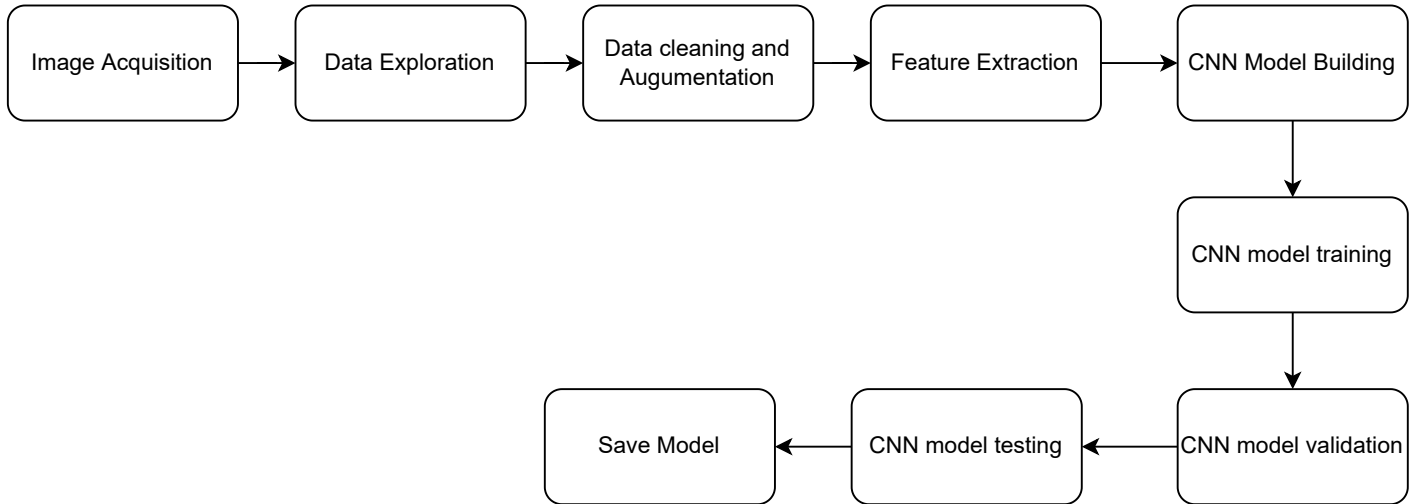 Image Acquisition
Data Exploration
Data cleaning and
Augumentation
Feature Extraction
CNN Model Building
CNN model training
CNN model validation
CNN model testing
Save Model